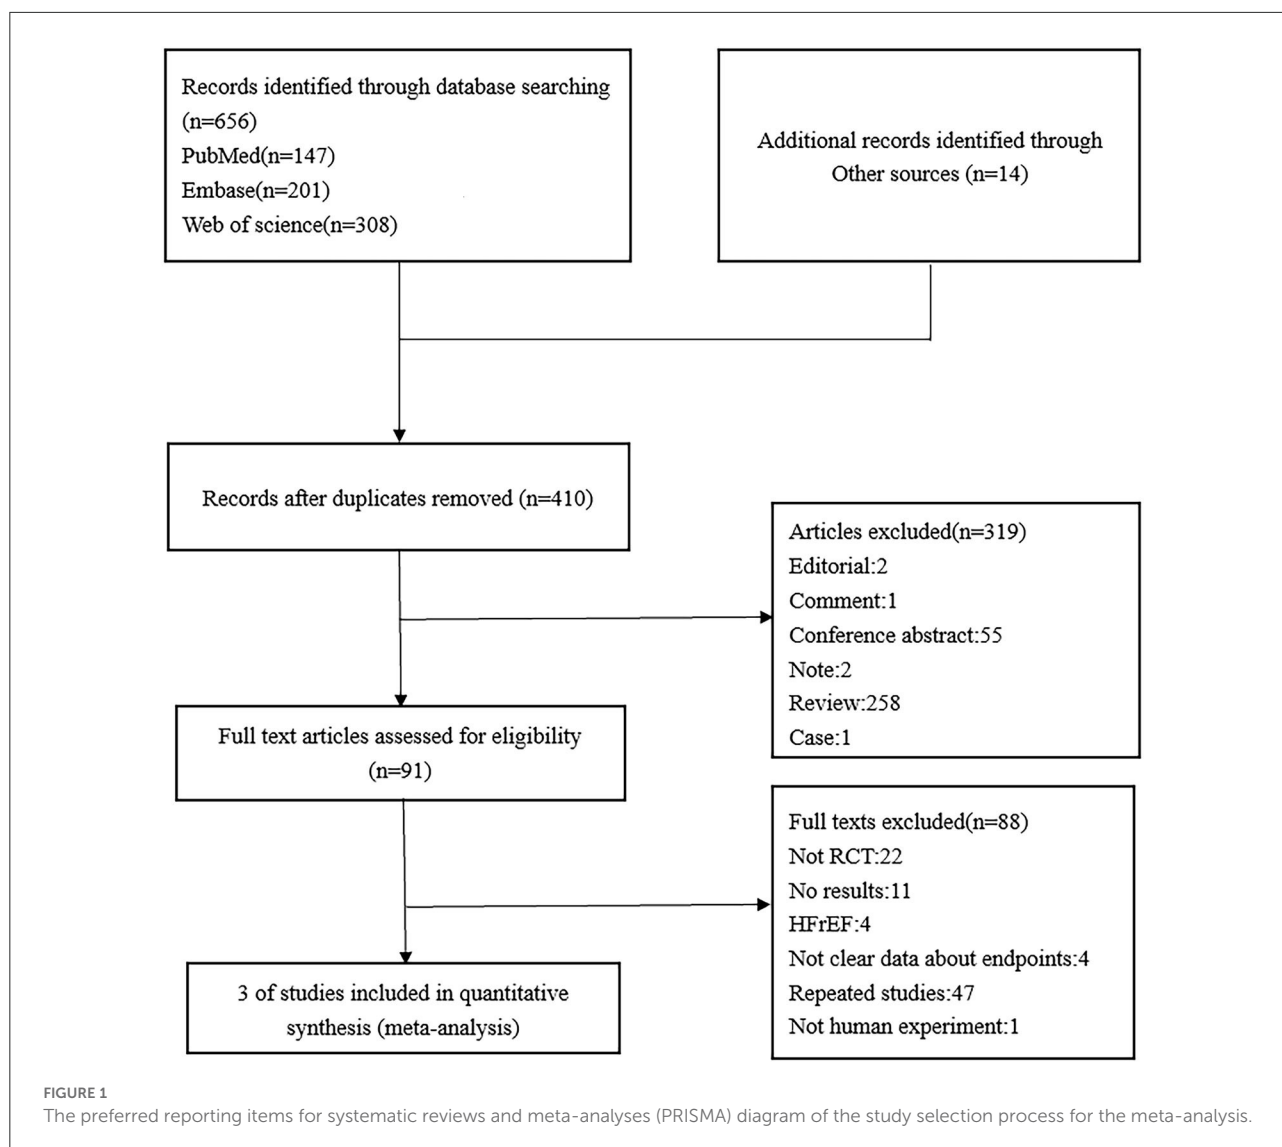 Records identified through database searching
(n=656)
PubMed(n=147)
Embase(n=201)
Web of science(n=308)
Additional records identified through
Other sources (n=14)
Records after duplicates removed (n=410)
Articles excluded(n=319)
Editorial:2
Comment:1
Conference abstract:55
Note:2
Review:258
Case:1
Full text articles assessed for eligibility
(n=91)
Full texts excluded(n=88)
Not RCT:22
No results:11
HFrEF:4
Not clear data about endpoints:4
Repeated studies:47
Not human experiment:1
3 of studies included in quantitative
synthesis (meta-analysis)
FIGURE 1
The preferred reporting items for systematic reviews and meta-analyses (PRISMA) diagram of the study selection process for the meta-analysis.